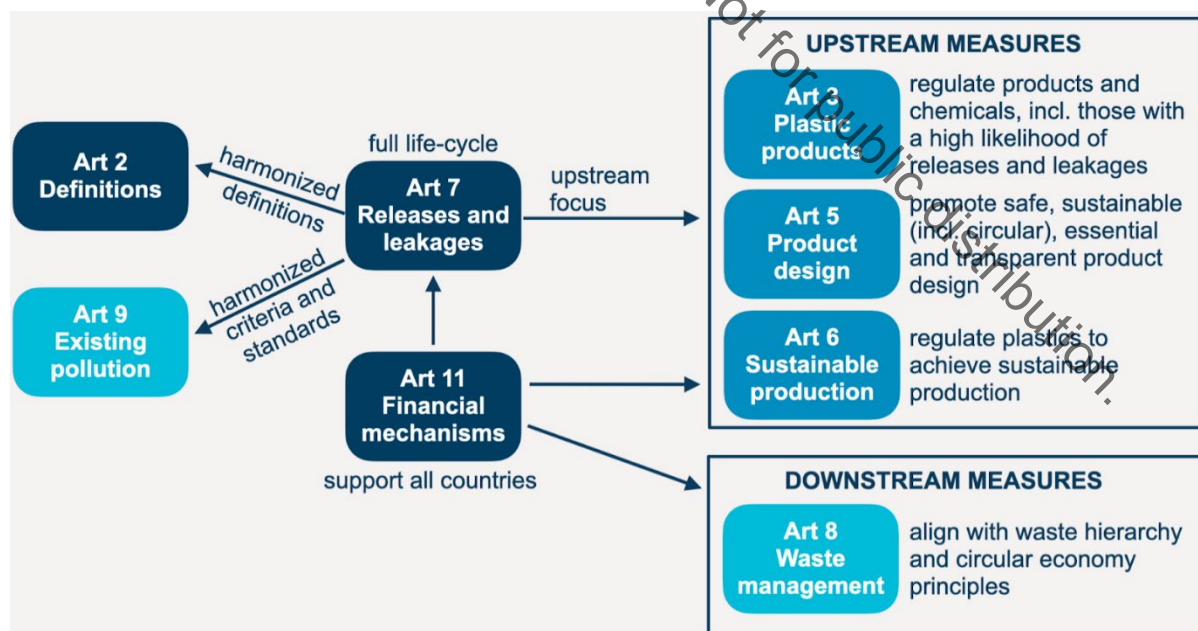 Not for public distribution.
UPSTREAM MEASURES
Art 3
Plastic
products
regulate products and
chemicals, incl. those with
a high likelihood of
releases and leakages
Art 5
Product
design
promote safe, sustainable
(incl. circular), essential
and transparent product
design
Art 6
Sustainable
production
regulate plastics to
achieve sustainable
production
Art 2
Definitions
harmonized
definitions
full life-cycle
Art 7
Releases and
leakages
upstream
focus
Art 9
Existing
pollution
harmonized
criteria and
standards
Art 11
Financial
mechanisms
support all countries
DOWNSTREAM MEASURES
Art 8
Waste
management
align with waste hierarchy
and circular economy
principles